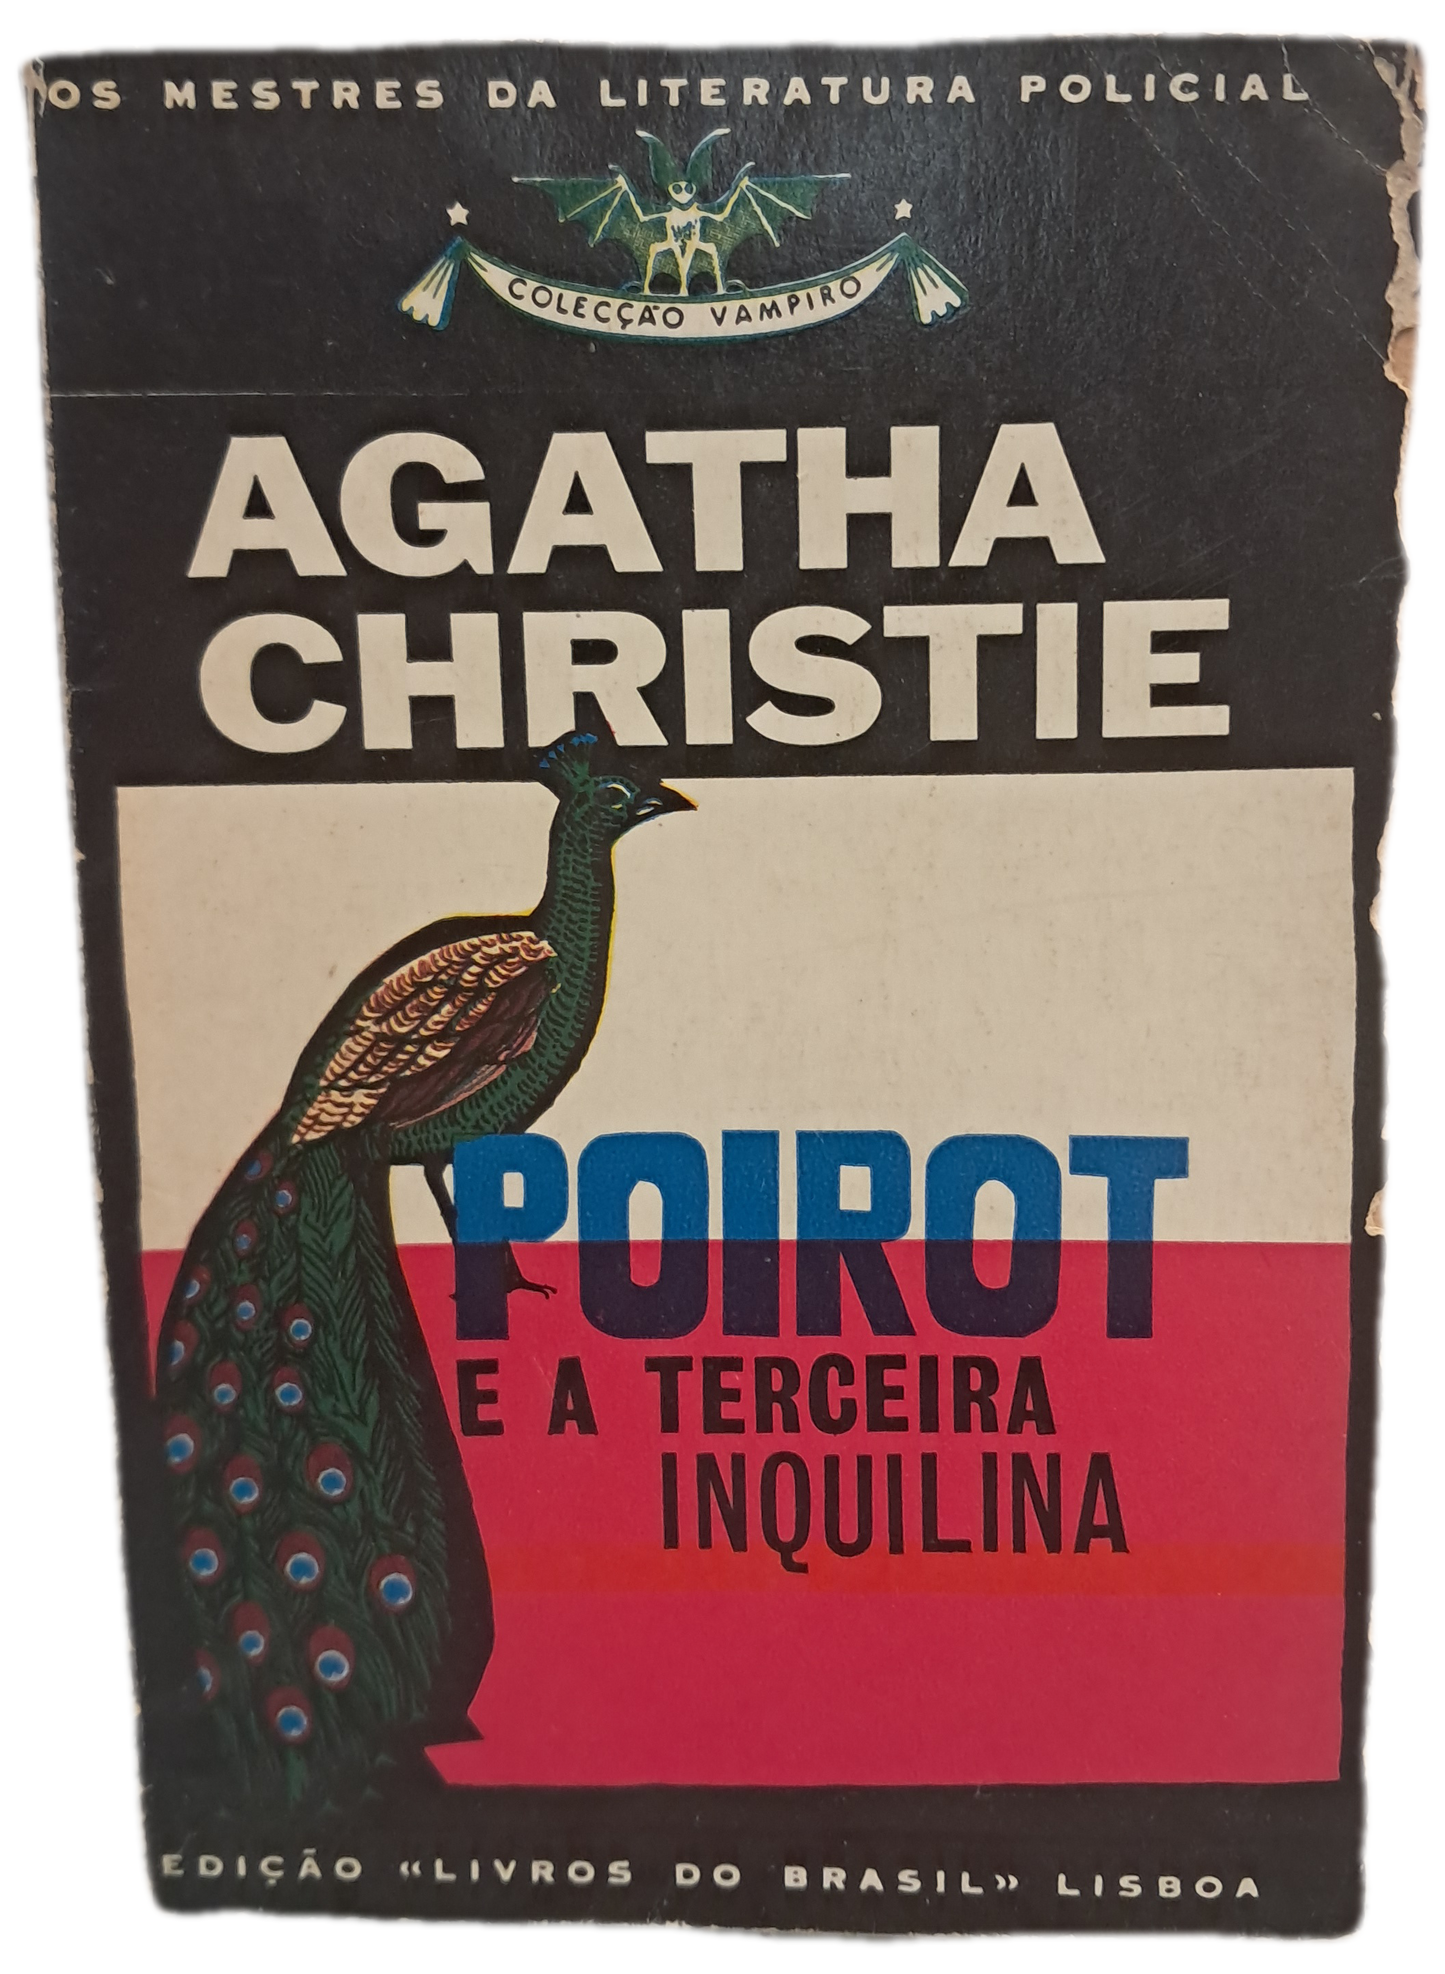 OS MESTRES DA LITERATURA POLICIAL
COLECÇÃO VAMPIRO
AGATHA
CHRISTIE
POIROT
E A TERCEIRA
INQUILINA
EDIÇÃO «LIVROS DO BRASIL» LISBOA